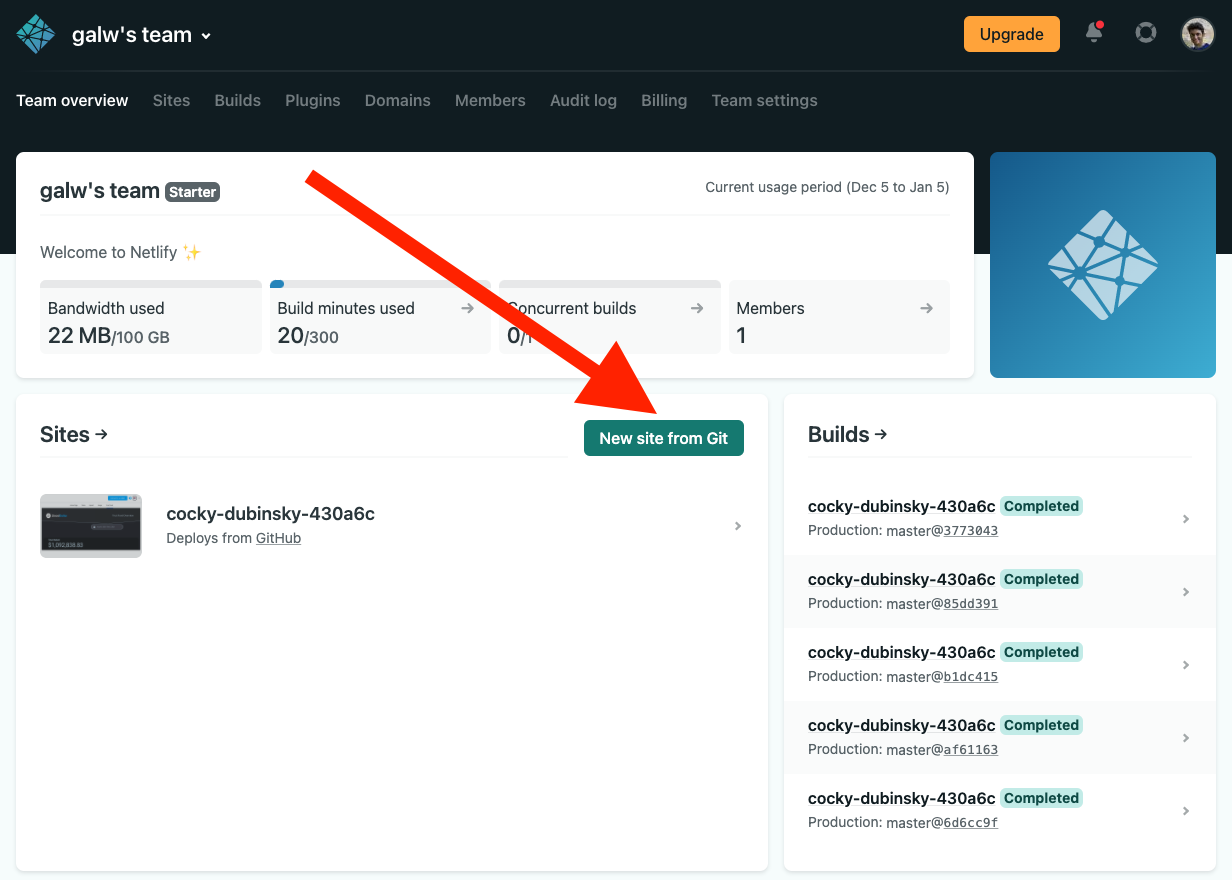 galw's team
Upgrade
Team overview Sites Builds Plugins Domains Members Audit log Billing Team settings
galw's team Starter
Current usage period (Dec 5 to Jan 5)
Welcome to Netlify ✨
Bandwidth used
22 MB/100 GB
Build minutes used
20/300
Concurrent builds
0/1
Members
1
Sites
New site from Git
cocky-dubinsky-430a6c
Deploys from GitHub
Builds
cocky-dubinsky-430a6c Completed
Production: master@3773043
cocky-dubinsky-430a6c Completed
Production: master@85dd391
cocky-dubinsky-430a6c Completed
Production: master@b1dc415
cocky-dubinsky-430a6c Completed
Production: master@af61163
cocky-dubinsky-430a6c Completed
Production: master@6d6cc9f